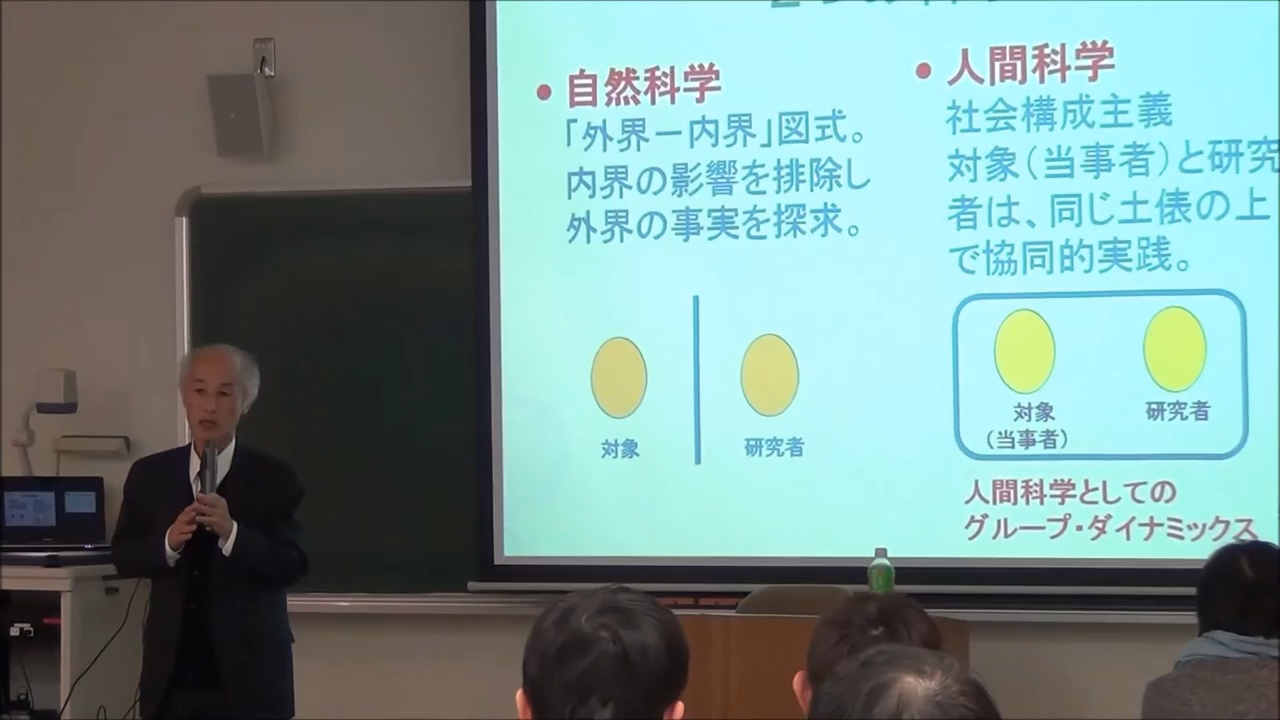 • 自然科学
「外界－内界」図式。
内界の影響を排除し
外界の事実を探求。
対象
研究者
• 人間科学
社会構成主義
対象（当事者）と研究
者は、同じ土俵の上
で協同的実践。
対象
（当事者）
研究者
人間科学としての
グループ・ダイナミックス